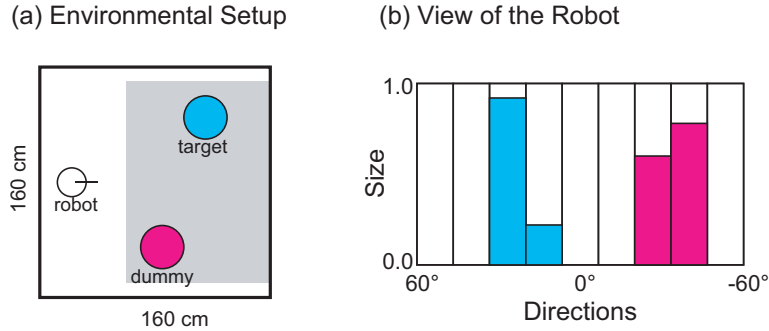 (a) Environmental Setup
target
robot
dummy
160 cm
160 cm
(b) View of the Robot
1.0
Size
0.0
60° 0° -60°
Directions